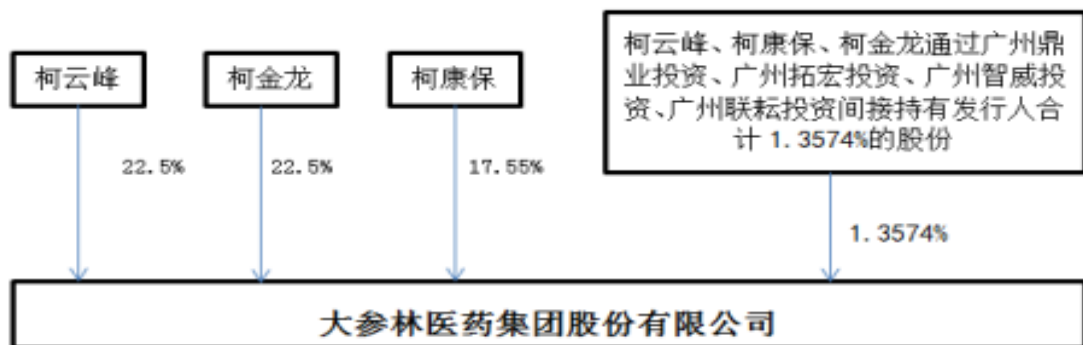 柯云峰
柯金龙
柯康保
柯云峰、柯康保、柯金龙通过广州鼎
业投资、广州拓宏投资、广州智威投
资、广州联耘投资间接持有发行人合
计 1.3574%的股份
22.5%
22.5%
17.55%
1.3574%
大参林医药集团股份有限公司